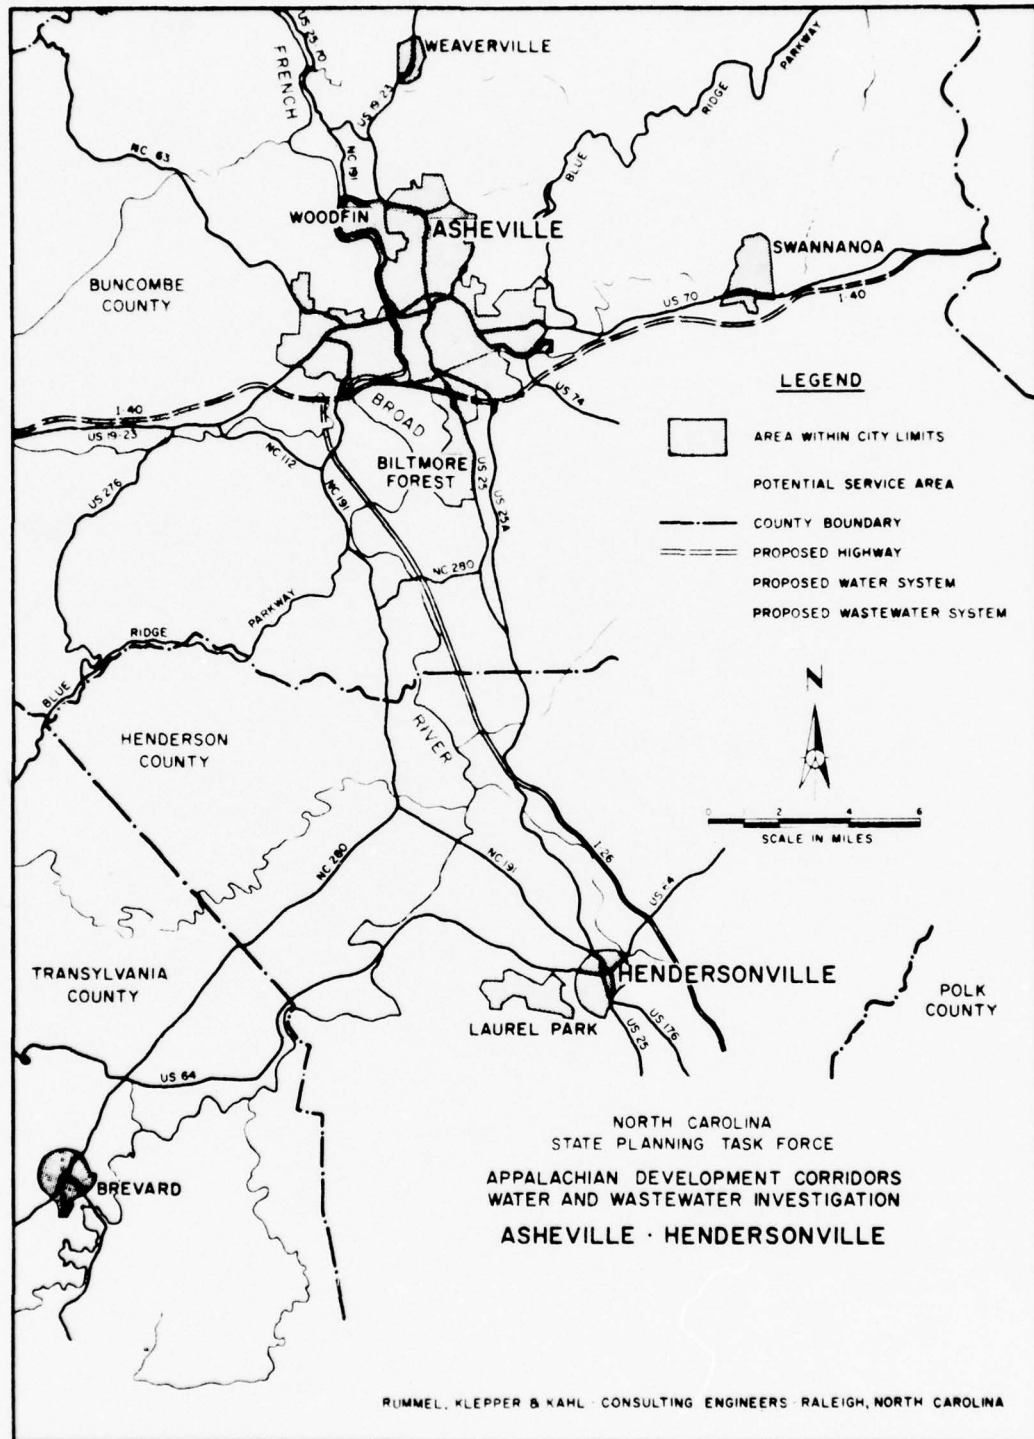 US 25-70
WEAVERVILLE
FRENCH
US 19-23
BLUE
RIDGE
PARKWAY
NC 63
NC 191
WOODFIN
ASHEVILLE
SWANNANOA
BUNCOMBE
COUNTY
US 70
I-40
LEGEND
US 74
I-40
US 19-23
BROAD
AREA WITHIN CITY LIMITS
NC 112
BILTMORE
FOREST
US 25
US 276
NC 191
US 25A
POTENTIAL SERVICE AREA
COUNTY BOUNDARY
PROPOSED HIGHWAY
NC 280
PROPOSED WATER SYSTEM
PROPOSED WASTEWATER SYSTEM
BLUE
RIDGE
PARKWAY
N
HENDERSON
COUNTY
RIVER
0 2 4 6
SCALE IN MILES
NC 280
NC 191
I-26
US 64
TRANSYLVANIA
COUNTY
HENDERSONVILLE
POLK
COUNTY
LAUREL PARK
US 25
US 176
US 64
BREVARD
NORTH CAROLINA
STATE PLANNING TASK FORCE
APPALACHIAN DEVELOPMENT CORRIDORS
WATER AND WASTEWATER INVESTIGATION
ASHEVILLE · HENDERSONVILLE
RUMMEL, KLEPPER & KAHL · CONSULTING ENGINEERS · RALEIGH, NORTH CAROLINA